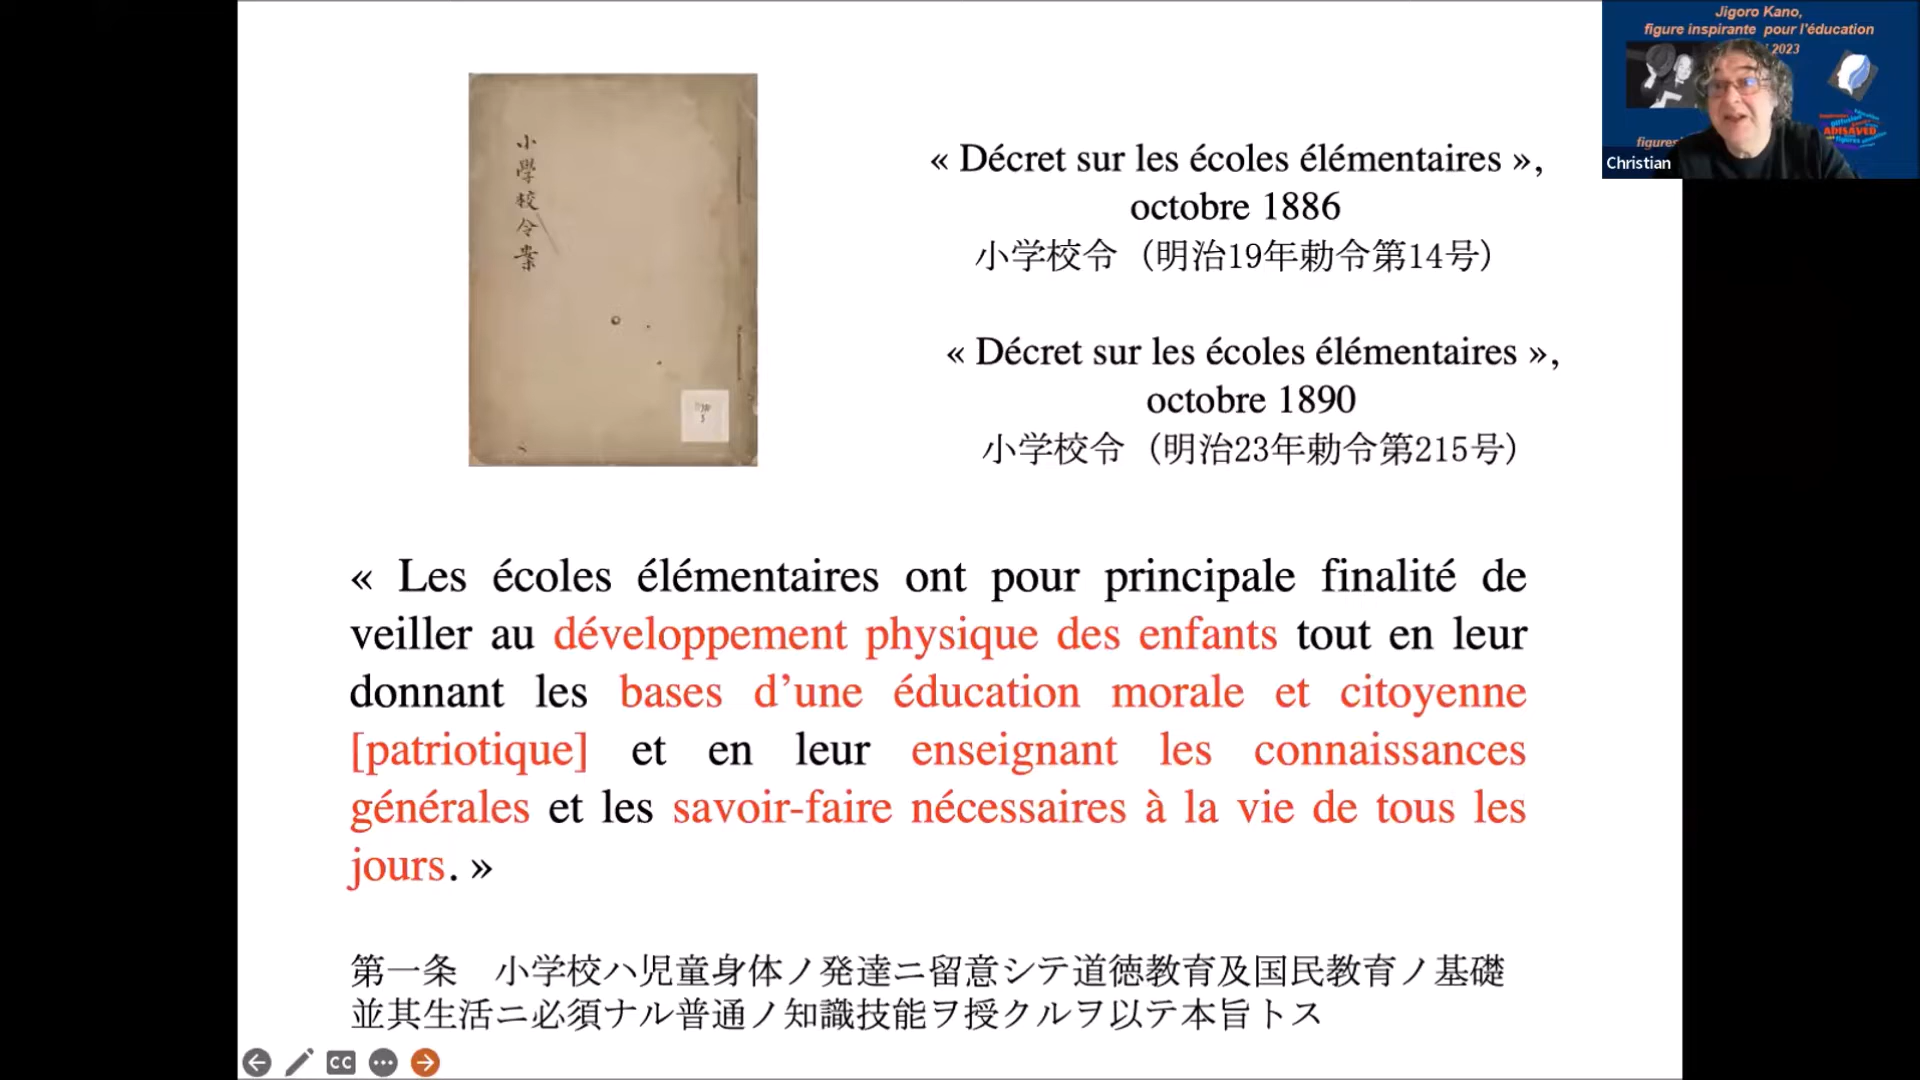 小學校令案
« Décret sur les écoles élémentaires »,
octobre 1886
小学校令（明治19年勅令第14号）
« Décret sur les écoles élémentaires »,
octobre 1890
小学校令（明治23年勅令第215号）
« Les écoles élémentaires ont pour principale finalité de
veiller au développement physique des enfants tout en leur
donnant les bases d’une éducation morale et citoyenne
[patriotique] et en leur enseignant les connaissances
générales et les savoir-faire nécessaires à la vie de tous les
jours. »
第一条　小学校ハ児童身体ノ発達ニ留意シテ道徳教育及国民教育ノ基礎
並其生活ニ必須ナル普通ノ知識技能ヲ授クルヲ以テ本旨トス
CC
Jigoro Kano,
figure inspirante pour l'éducation
2023
ADISAVED
Christian